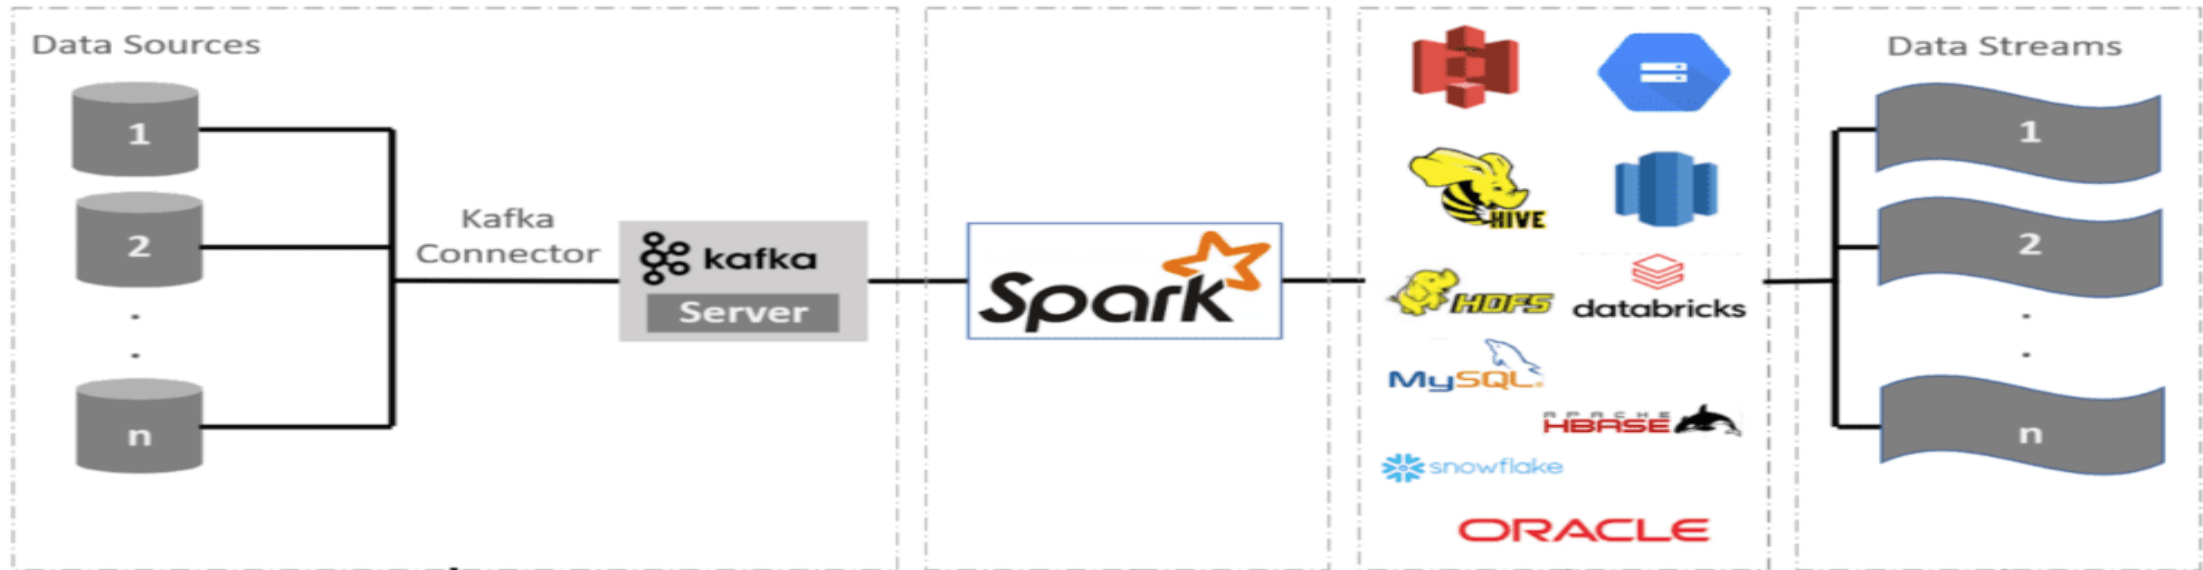 Data Sources
1
2
.
.
n
Kafka
Connector
kafka
Server
Spark
HIVE
HDFS
databricks
MySQL
APACHE
HBASE
snowflake
ORACLE
Data Streams
1
2
.
.
n